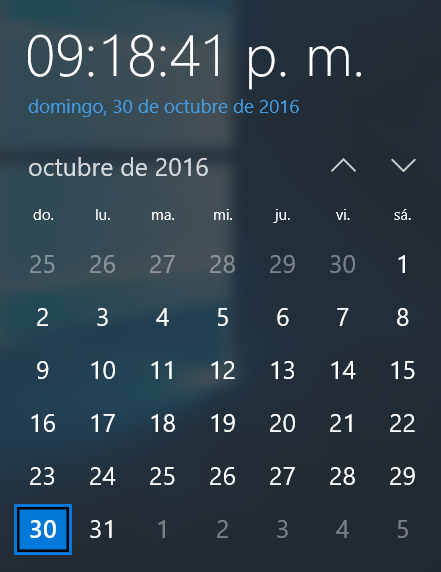 09:18:41 p. m.
domingo, 30 de octubre de 2016
octubre de 2016
do. lu. ma. mi. ju. vi. sá.
25 26 27 28 29 30 1
2 3 4 5 6 7 8
9 10 11 12 13 14 15
16 17 18 19 20 21 22
23 24 25 26 27 28 29
30 31 1 2 3 4 5